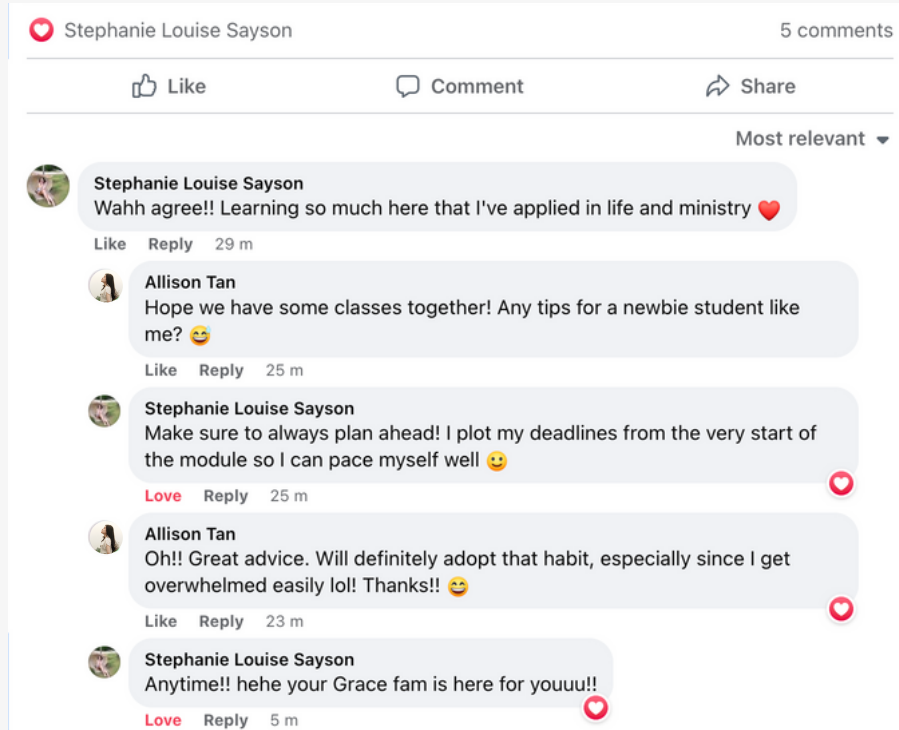 Stephanie Louise Sayson
5 comments
Like
Comment
Share
Most relevant
Stephanie Louise Sayson
Wahh agree!! Learning so much here that I've applied in life and ministry ❤️
Like Reply 29 m
Allison Tan
Hope we have some classes together! Any tips for a newbie student like
me? 😅
Like Reply 25 m
Stephanie Louise Sayson
Make sure to always plan ahead! I plot my deadlines from the very start of
the module so I can pace myself well 🙂
Love Reply 25 m
Allison Tan
Oh!! Great advice. Will definitely adopt that habit, especially since I get
overwhelmed easily lol! Thanks!! 😄
Like Reply 23 m
Stephanie Louise Sayson
Anytime!! hehe your Grace fam is here for youuu!!
Love Reply 5 m